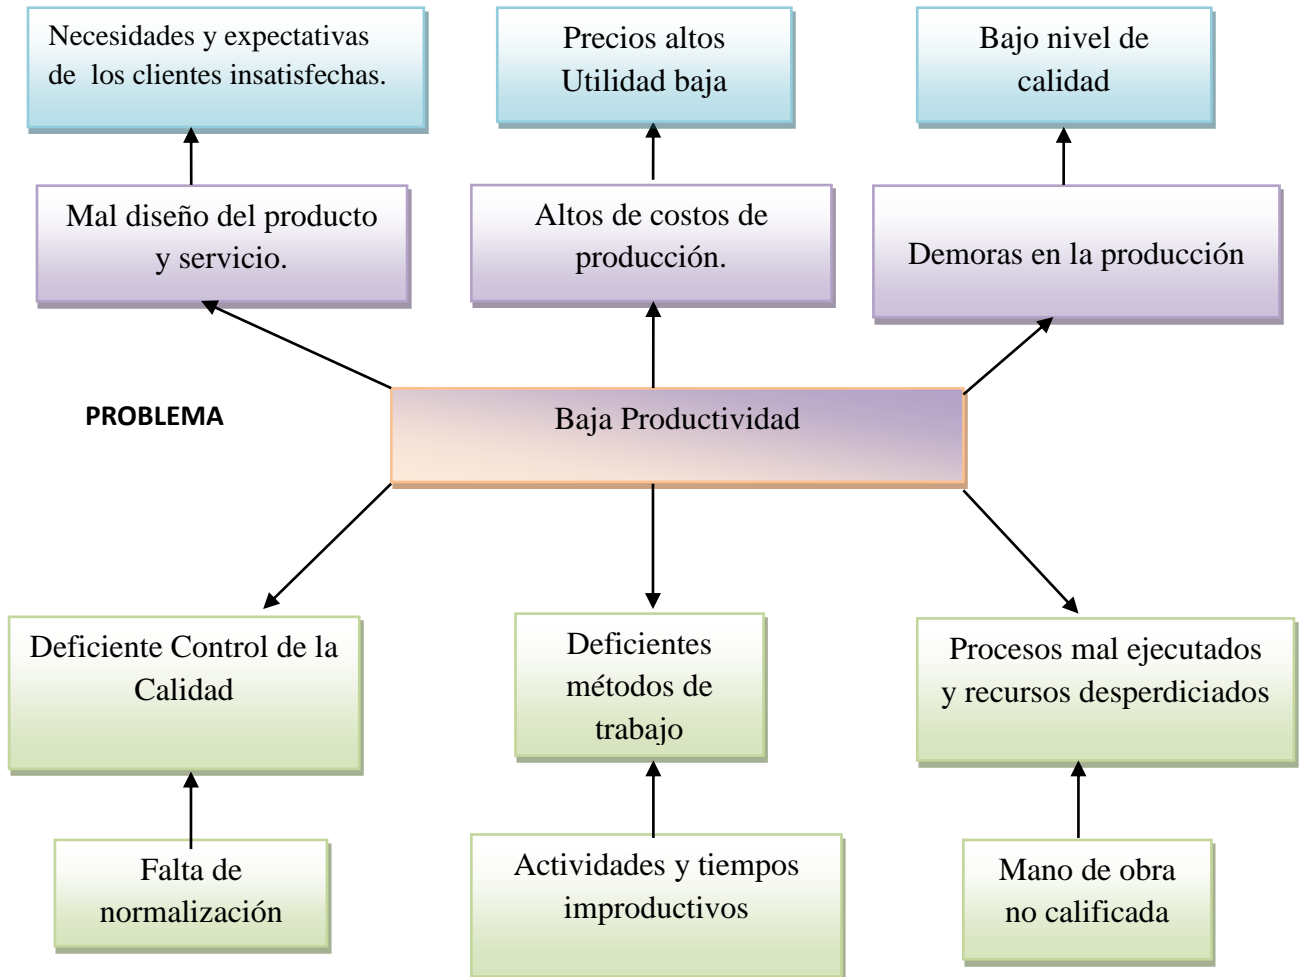 Necesidades y expectativas
de los clientes insatisfechas.
Precios altos
Utilidad baja
Bajo nivel de
calidad
Mal diseño del producto
y servicio.
Altos de costos de
producción.
Demoras en la producción
PROBLEMA
Baja Productividad
Deficiente Control de la
Calidad
Deficientes
métodos de
trabajo
Procesos mal ejecutados
y recursos desperdiciados
Falta de
normalización
Actividades y tiempos
improductivos
Mano de obra
no calificada